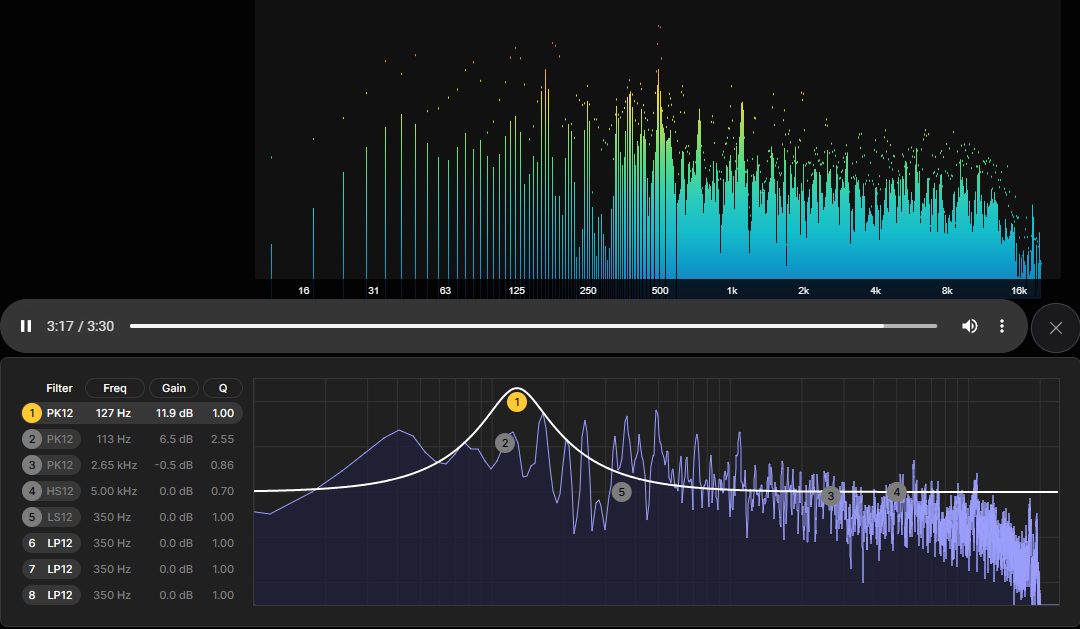 16 31 63 125 250 500 1k 2k 4k 8k 16k
3:17 / 3:30
Filter Freq Gain Q
1 PK12 127 Hz 11.9 dB 1.00
2 PK12 113 Hz 6.5 dB 2.55
3 PK12 2.65 kHz -0.5 dB 0.86
4 HS12 5.00 kHz 0.0 dB 0.70
5 LS12 350 Hz 0.0 dB 1.00
6 LP12 350 Hz 0.0 dB 1.00
7 LP12 350 Hz 0.0 dB 1.00
8 LP12 350 Hz 0.0 dB 1.00
1
2
5
3
4